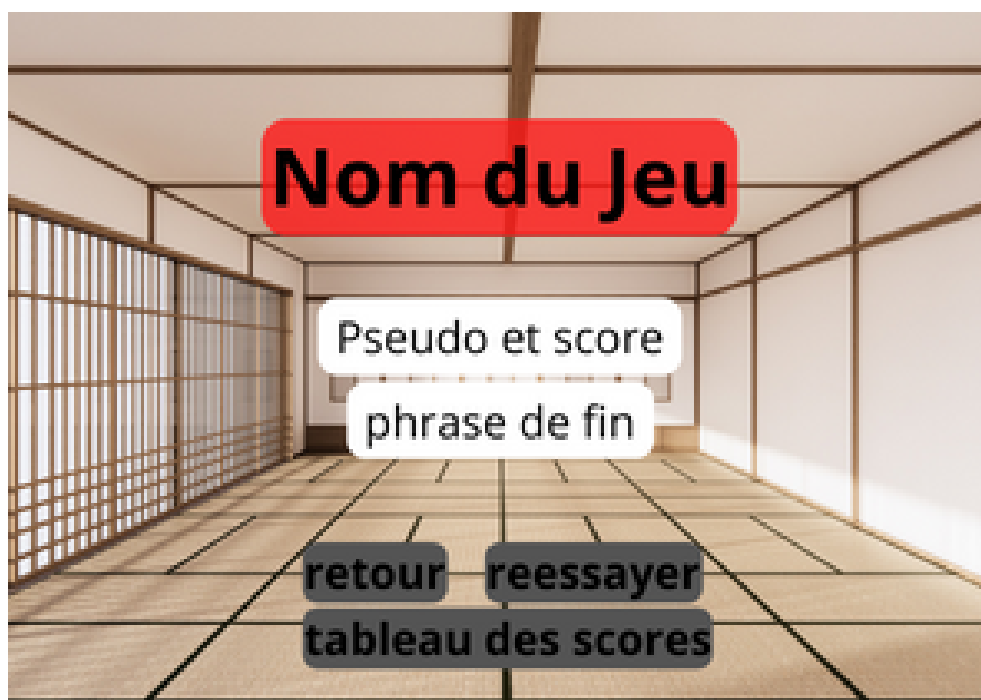 Nom du Jeu
Pseudo et score
phrase de fin
retour reessayer
tableau des scores